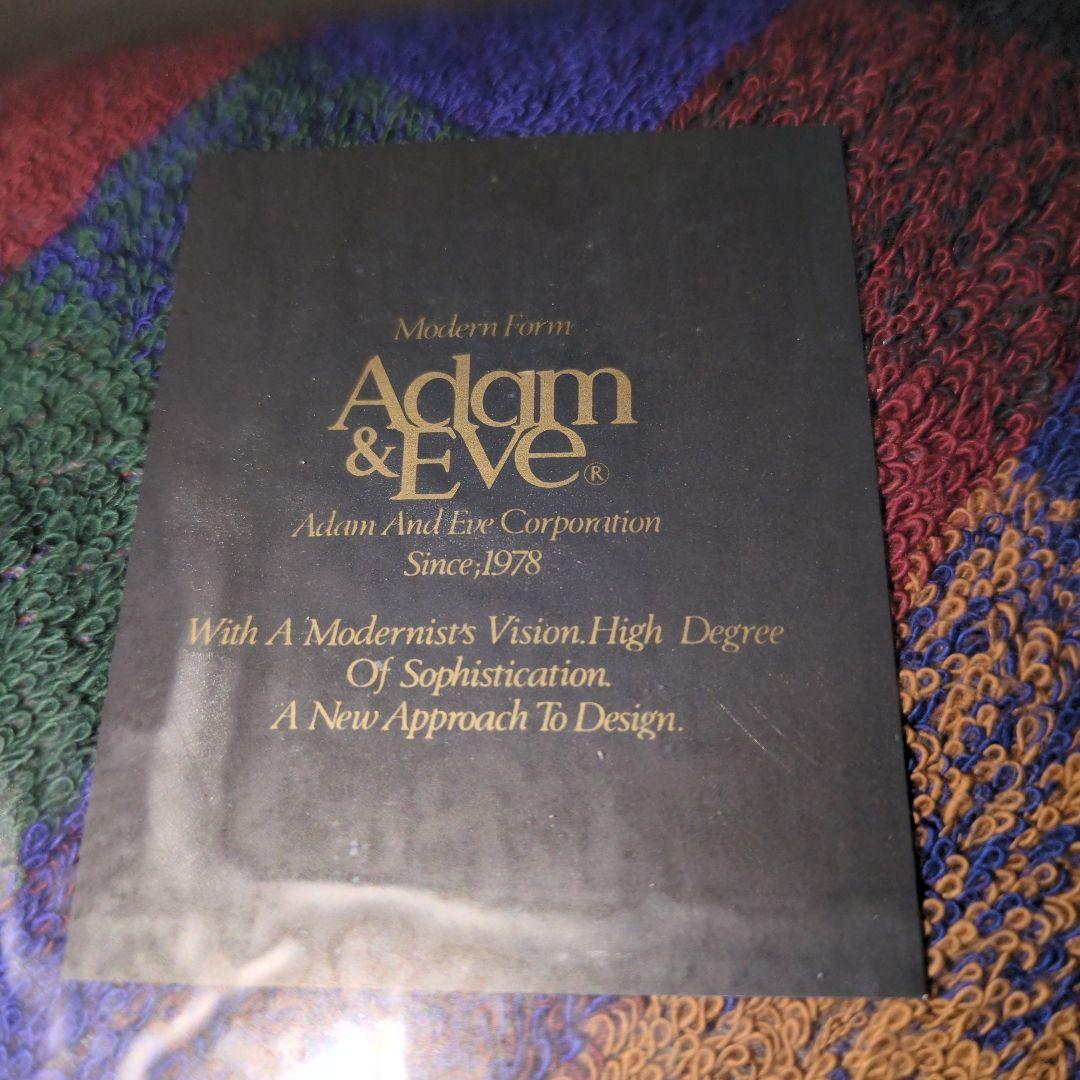 Modern Form
Adam
& Eve ®
Adam And Eve Corporation
Since;1978
With A Modernist's Vision.High Degree
Of Sophistication.
A New Approach To Design.